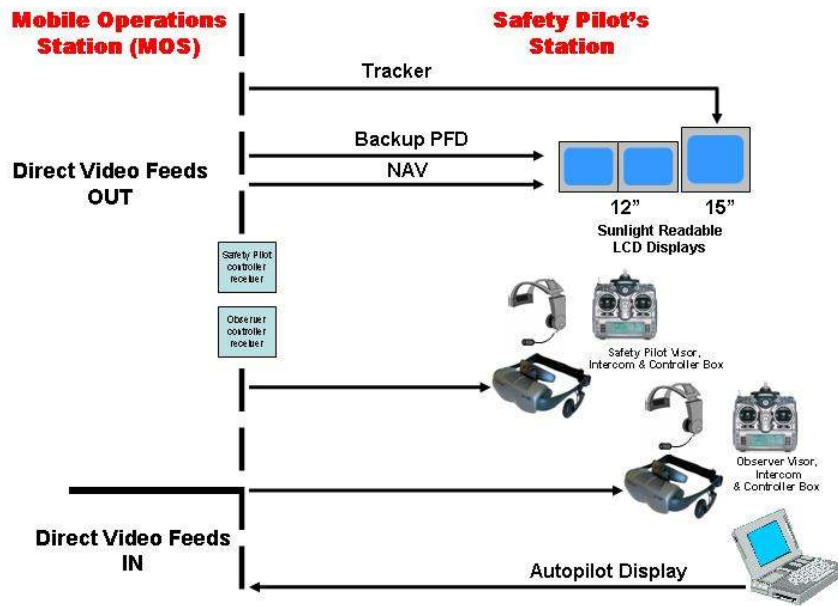 Mobile Operations
Station (MOS)
Safety Pilot's
Station
Tracker
Backup PFD
NAV
Direct Video Feeds
OUT
12”
15”
Sunlight Readable
LCD Displays
Safety Pilot
controller
receiver
Observer
controller
receiver
Safety Pilot Visor,
Intercom & Controller Box
Observer Visor,
Intercom
& Controller Box
Direct Video Feeds
IN
Autopilot Display